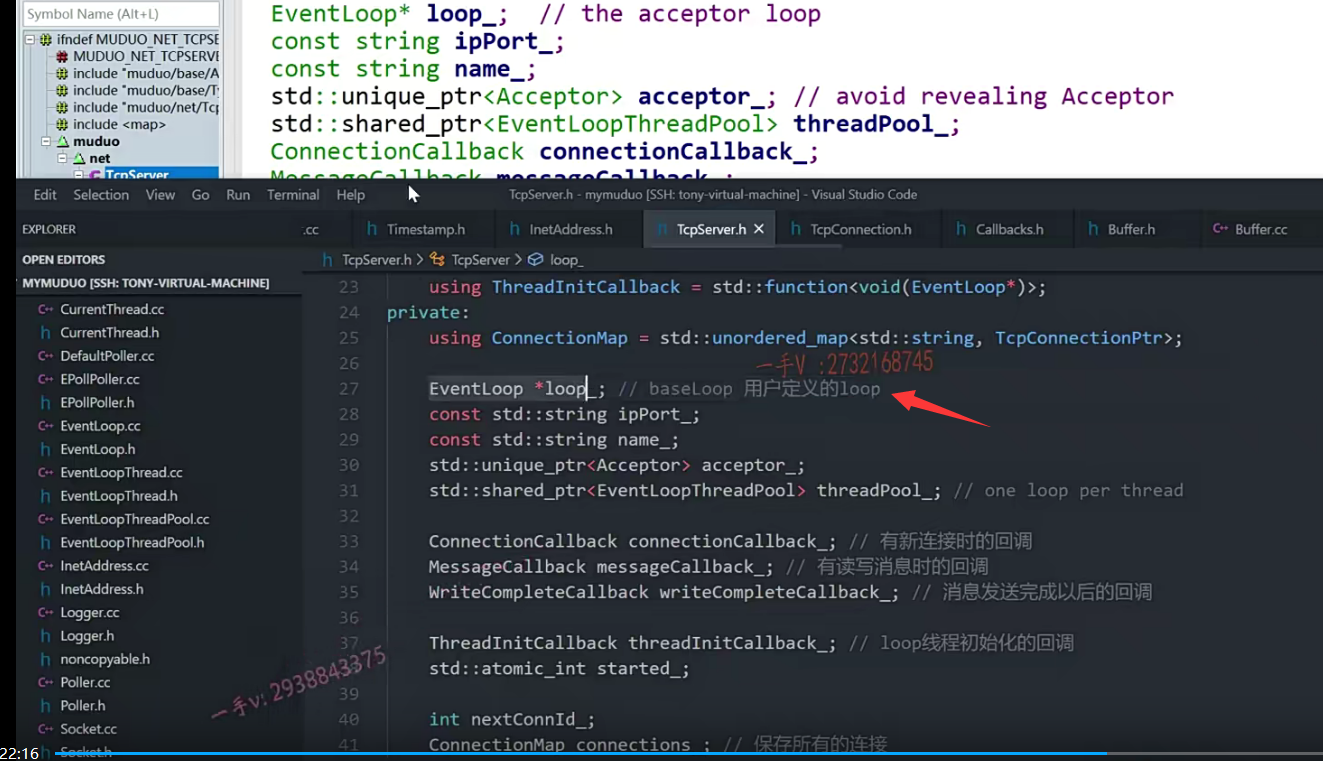 Symbol Name (Alt+L)
ifndef MUDUO_NET_TCPSE
MUDUO_NET_TCPSERVE
include "muduo/base/A
include "muduo/base/T
include "muduo/net/Tcp
include <map>
muduo
net
TcpServer
EventLoop* loop_;  // the acceptor loop
const string ipPort_;
const string name_;
std::unique_ptr<Acceptor> acceptor_; // avoid revealing Acceptor
std::shared_ptr<EventLoopThreadPool> threadPool_;
ConnectionCallback connectionCallback_;
MessageCallback messageCallback_;
Edit Selection View Go Run Terminal Help
TcpServer.h - mymuduo [SSH: tony-virtual-machine] - Visual Studio Code
EXPLORER
.cc
h Timestamp.h
h InetAddress.h
h TcpServer.h ×
h TcpConnection.h
h Callbacks.h
h Buffer.h
C++ Buffer.cc
OPEN EDITORS
MYMUDUO [SSH: TONY-VIRTUAL-MACHINE]
C++ CurrentThread.cc
h CurrentThread.h
C++ DefaultPoller.cc
C++ EPollPoller.cc
h EPollPoller.h
C++ EventLoop.cc
h EventLoop.h
C++ EventLoopThread.cc
h EventLoopThread.h
C++ EventLoopThreadPool.cc
h EventLoopThreadPool.h
C++ InetAddress.cc
h InetAddress.h
C++ Logger.cc
h Logger.h
h noncopyable.h
C++ Poller.cc
h Poller.h
C++ Socket.cc
h Socket.h
h TcpServer.h > TcpServer > loop_
23 using ThreadInitCallback = std::function<void(EventLoop*)>;
24 private:
25 using ConnectionMap = std::unordered_map<std::string, TcpConnectionPtr>;
26
一手V :2732168745
27 EventLoop *loop_; // baseLoop 用户定义的loop
28 const std::string ipPort_;
29 const std::string name_;
30 std::unique_ptr<Acceptor> acceptor_;
31 std::shared_ptr<EventLoopThreadPool> threadPool_; // one loop per thread
32
33 ConnectionCallback connectionCallback_; // 有新连接时的回调
34 MessageCallback messageCallback_; // 有读写消息时的回调
35 WriteCompleteCallback writeCompleteCallback_; // 消息发送完成以后的回调
36
37 ThreadInitCallback threadInitCallback_; // loop线程初始化的回调
std::atomic_int started_;
一手v: 2938843375
39
40 int nextConnId_;
41 ConnectionMap connections_; // 保存所有的连接
22:16